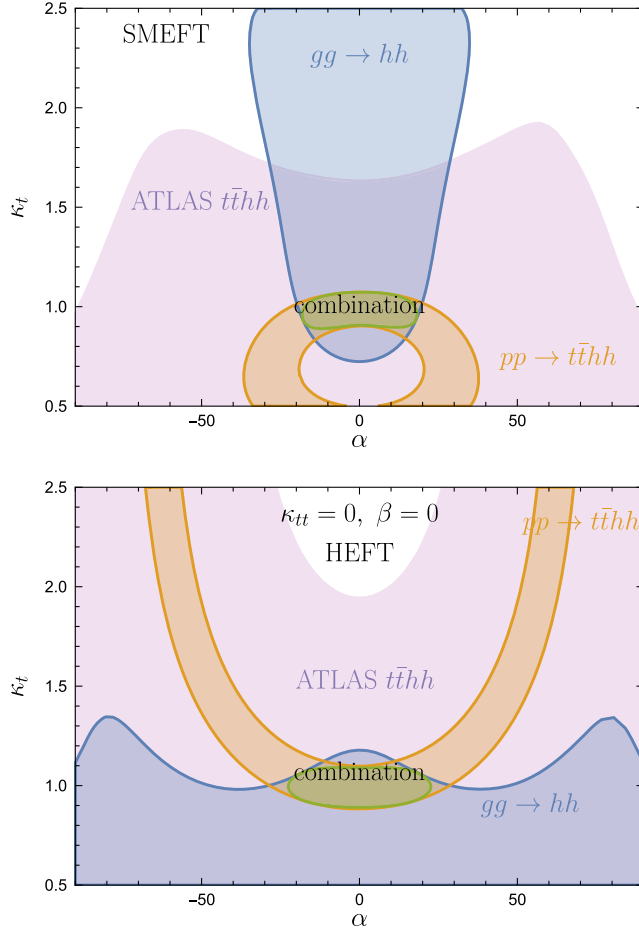 2.5
SMEFT
gg → hh
2.0
κ_t
ATLAS tt̄hh
1.5
1.0
combination
pp → tt̄hh
0.5
−50
0
50
α
2.5
κ_tt = 0, β = 0
pp → tt̄hh
HEFT
2.0
κ_t
ATLAS tt̄hh
1.5
combination
1.0
gg → hh
0.5
−50
0
50
α